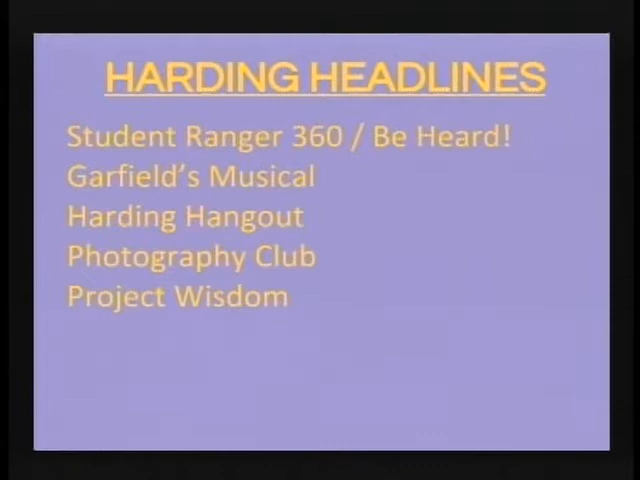 HARDING HEADLINES
Student Ranger 360 / Be Heard!
Garfield's Musical
Harding Hangout
Photography Club
Project Wisdom